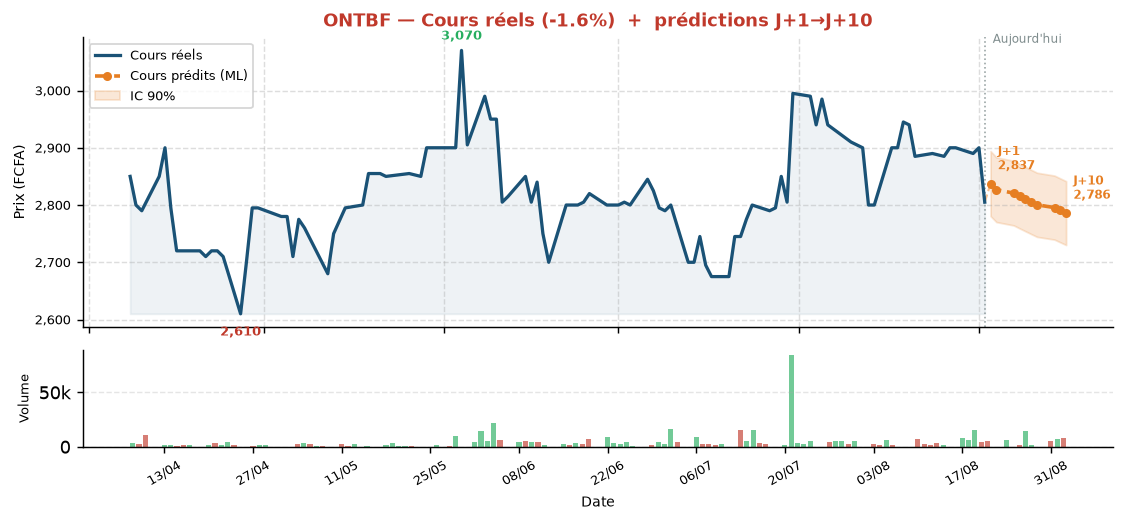 ONTBF — Cours réels (-1.6%)  +  prédictions J+1→J+10
3,070
Aujourd'hui
Cours réels
Cours prédits (ML)
IC 90%
3,000
2,900
2,800
2,700
2,600
Prix (FCFA)
J+1
2,837
J+10
2,786
2,610
50k
0
Volume
13/04
27/04
11/05
25/05
08/06
22/06
06/07
20/07
03/08
17/08
31/08
Date